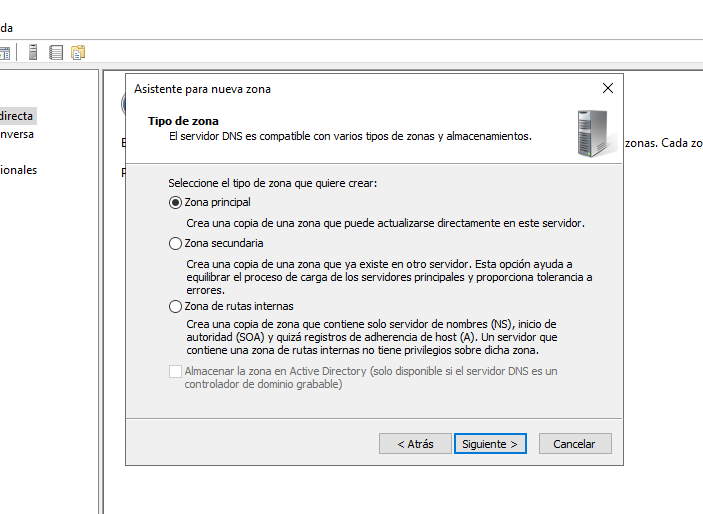 da
directa
nversa
ionales
Asistente para nueva zona
Tipo de zona
El servidor DNS es compatible con varios tipos de zonas y almacenamientos.
zonas. Cada zo
Seleccione el tipo de zona que quiere crear:
Zona principal
Crea una copia de una zona que puede actualizarse directamente en este servidor.
Zona secundaria
Crea una copia de una zona que ya existe en otro servidor. Esta opción ayuda a
equilibrar el proceso de carga de los servidores principales y proporciona tolerancia a
errores.
Zona de rutas internas
Crea una copia de zona que contiene solo servidor de nombres (NS), inicio de
autoridad (SOA) y quizá registros de adherencia de host (A). Un servidor que
contiene una zona de rutas internas no tiene privilegios sobre dicha zona.
Almacenar la zona en Active Directory (solo disponible si el servidor DNS es un
controlador de dominio grabable)
< Atrás
Siguiente >
Cancelar